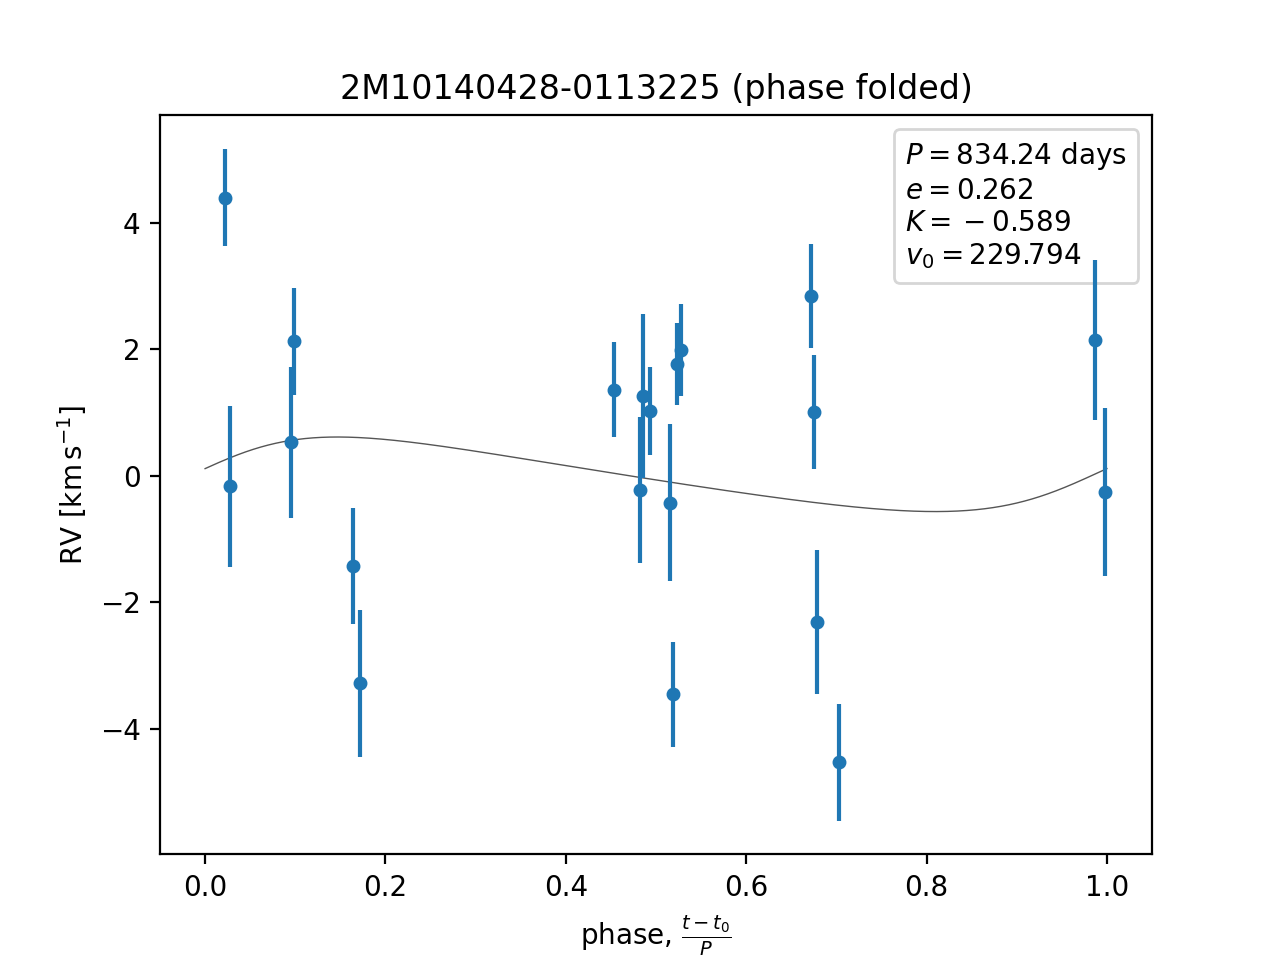 2M10140428-0113225 (phase folded)
P = 834.24 days
e = 0.262
K = −0.589
v₀ = 229.794
RV [km s⁻¹]
4
2
0
−2
−4
0.0 0.2 0.4 0.6 0.8 1.0
phase, (t − t₀)/P